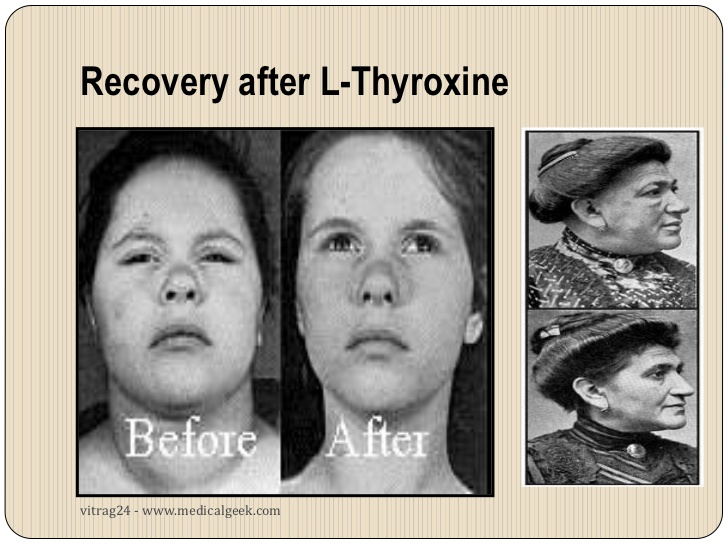 Recovery after L-Thyroxine
Before
After
vitrag24 - www.medicalgeek.com